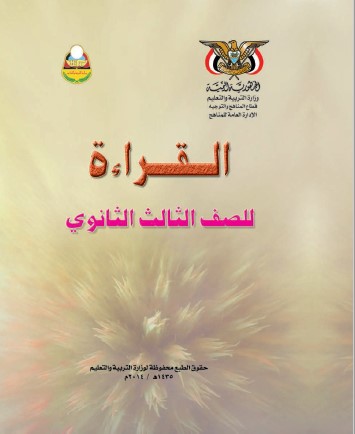 الجمهورية اليمنية
وزارة التربية والتعليم
قطاع المناهج والتوجيه
الإدارة العامة للمناهج
القراءة
للصف الثالث الثانوي
حقوق الطبع محفوظة لوزارة التربية والتعليم
١٤٣٥هـ / ٢٠١٤م